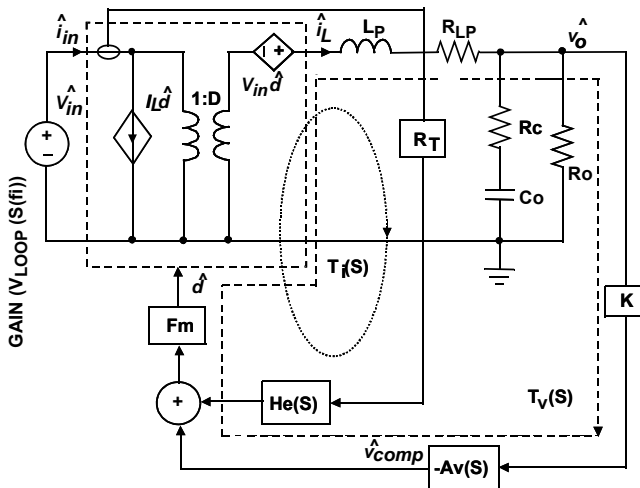 î_in
î_L
L_P
R_LP
v̂_o
V̂_in
+
−
I_L d̂
1:D
V_in d̂
R_T
Rc
Ro
Co
T_i(S)
GAIN (V_LOOP (S(fi))
d̂
Fm
K
+
He(S)
T_V(S)
v̂_comp
-Av(S)